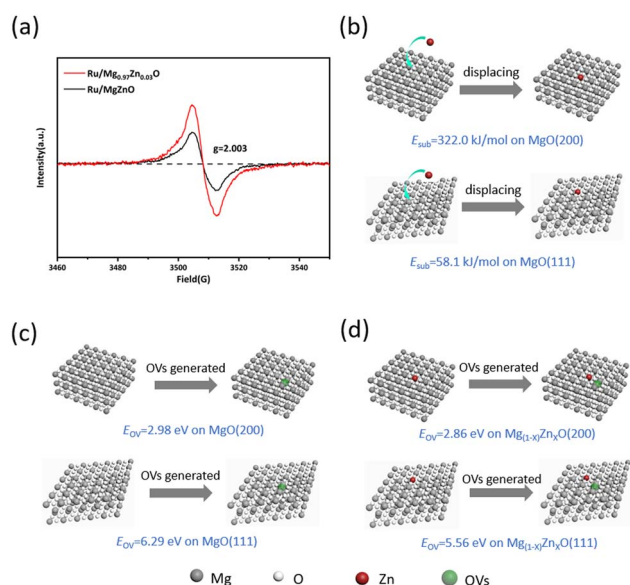 (a)
Ru/Mg0.97Zn0.03O
Ru/MgZnO
g=2.003
Intensity(a.u.)
3460 3480 3500 3520 3540
Field(G)
(b)
displacing
Esub=322.0 kJ/mol on MgO(200)
displacing
Esub=58.1 kJ/mol on MgO(111)
(c)
OVs generated
EOV=2.98 eV on MgO(200)
OVs generated
EOV=6.29 eV on MgO(111)
(d)
OVs generated
EOV=2.86 eV on Mg(1-X)ZnXO(200)
OVs generated
EOV=5.56 eV on Mg(1-X)ZnXO(111)
Mg O Zn OVs